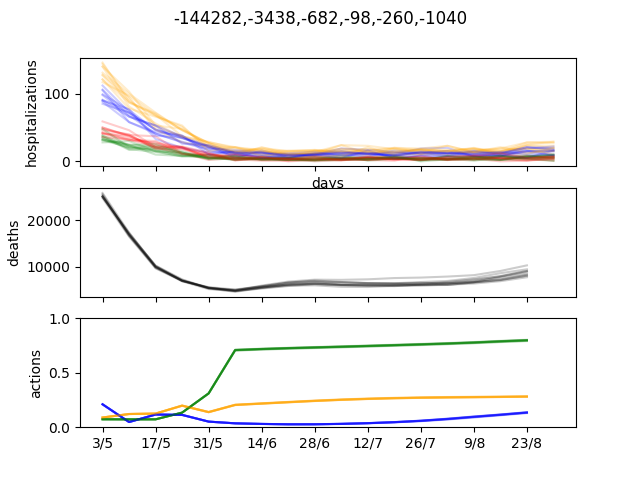 -144282,-3438,-682,-98,-260,-1040
hospitalizations
100
0
days
deaths
20000
10000
actions
1.0
0.5
0.0
3/5 17/5 31/5 14/6 28/6 12/7 26/7 9/8 23/8